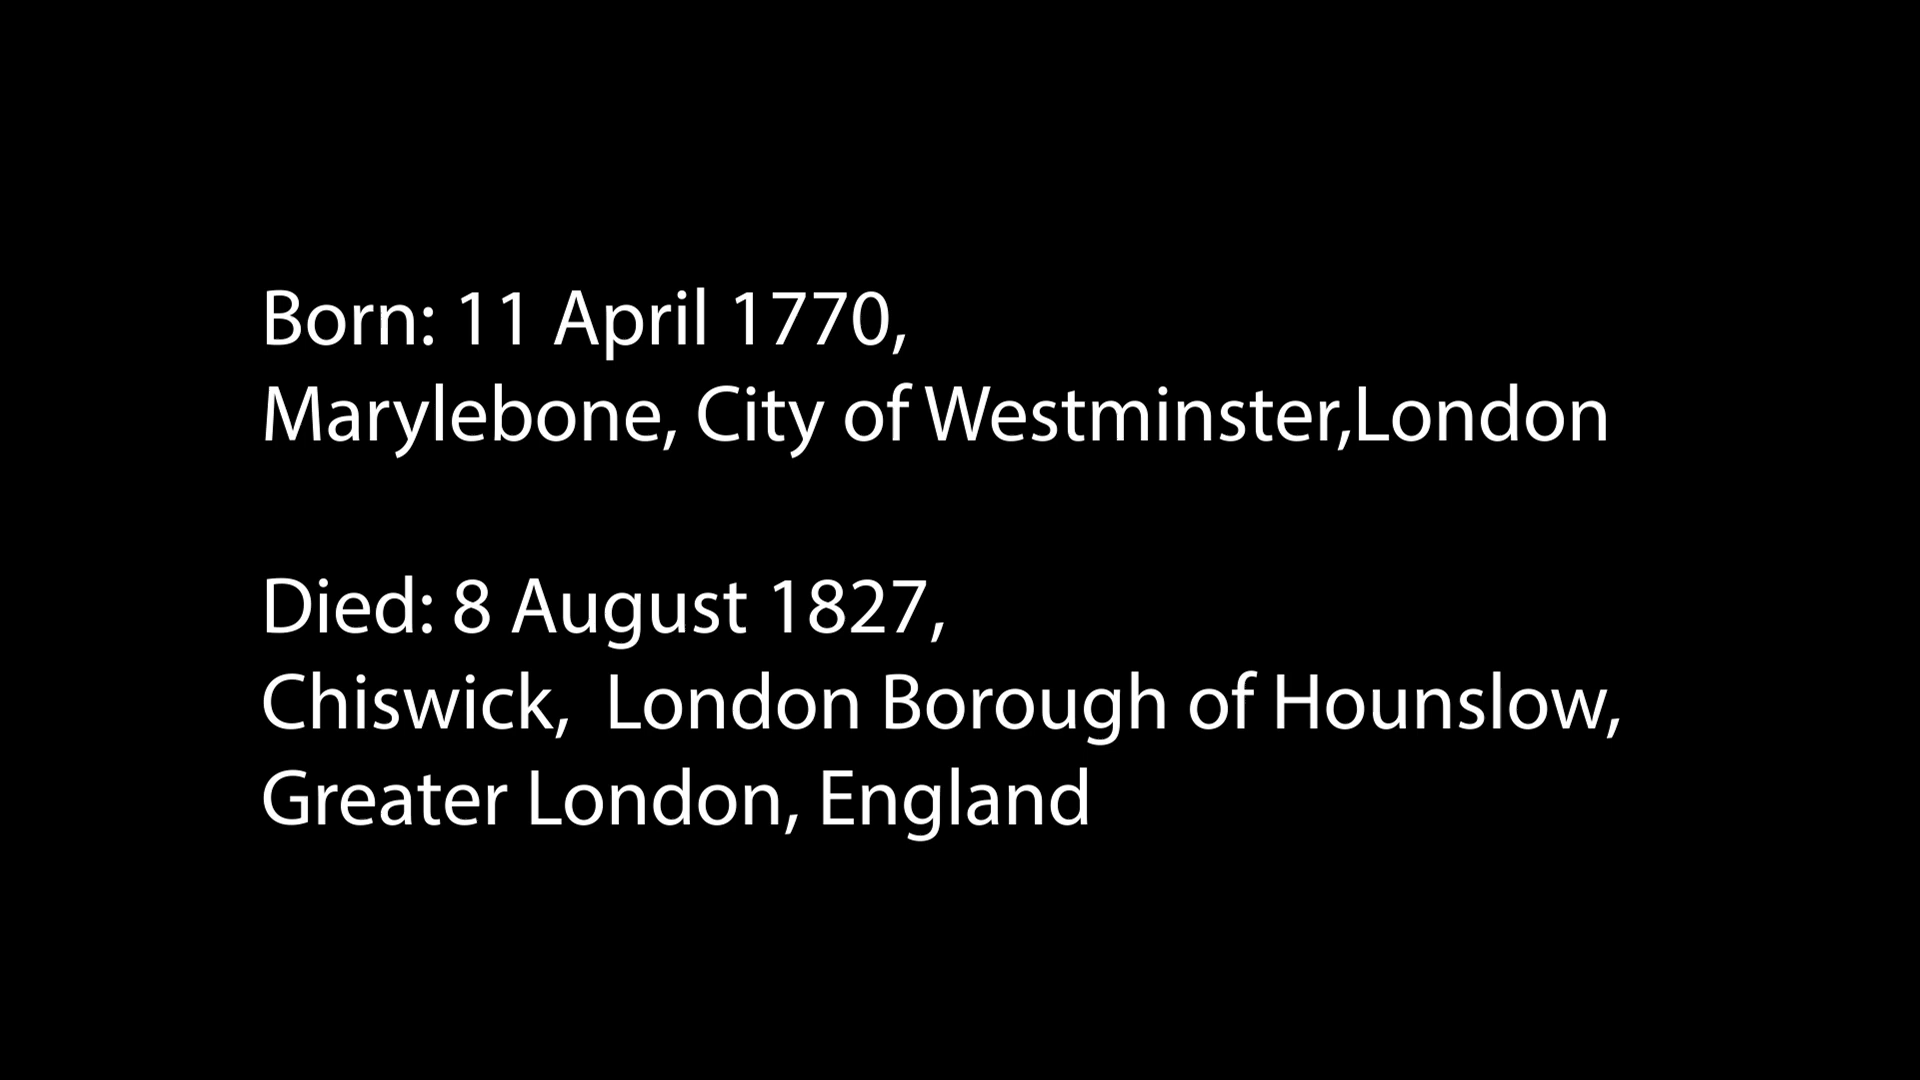 Born: 11 April 1770,
Marylebone, City of Westminster,London
Died: 8 August 1827,
Chiswick,  London Borough of Hounslow,
Greater London, England